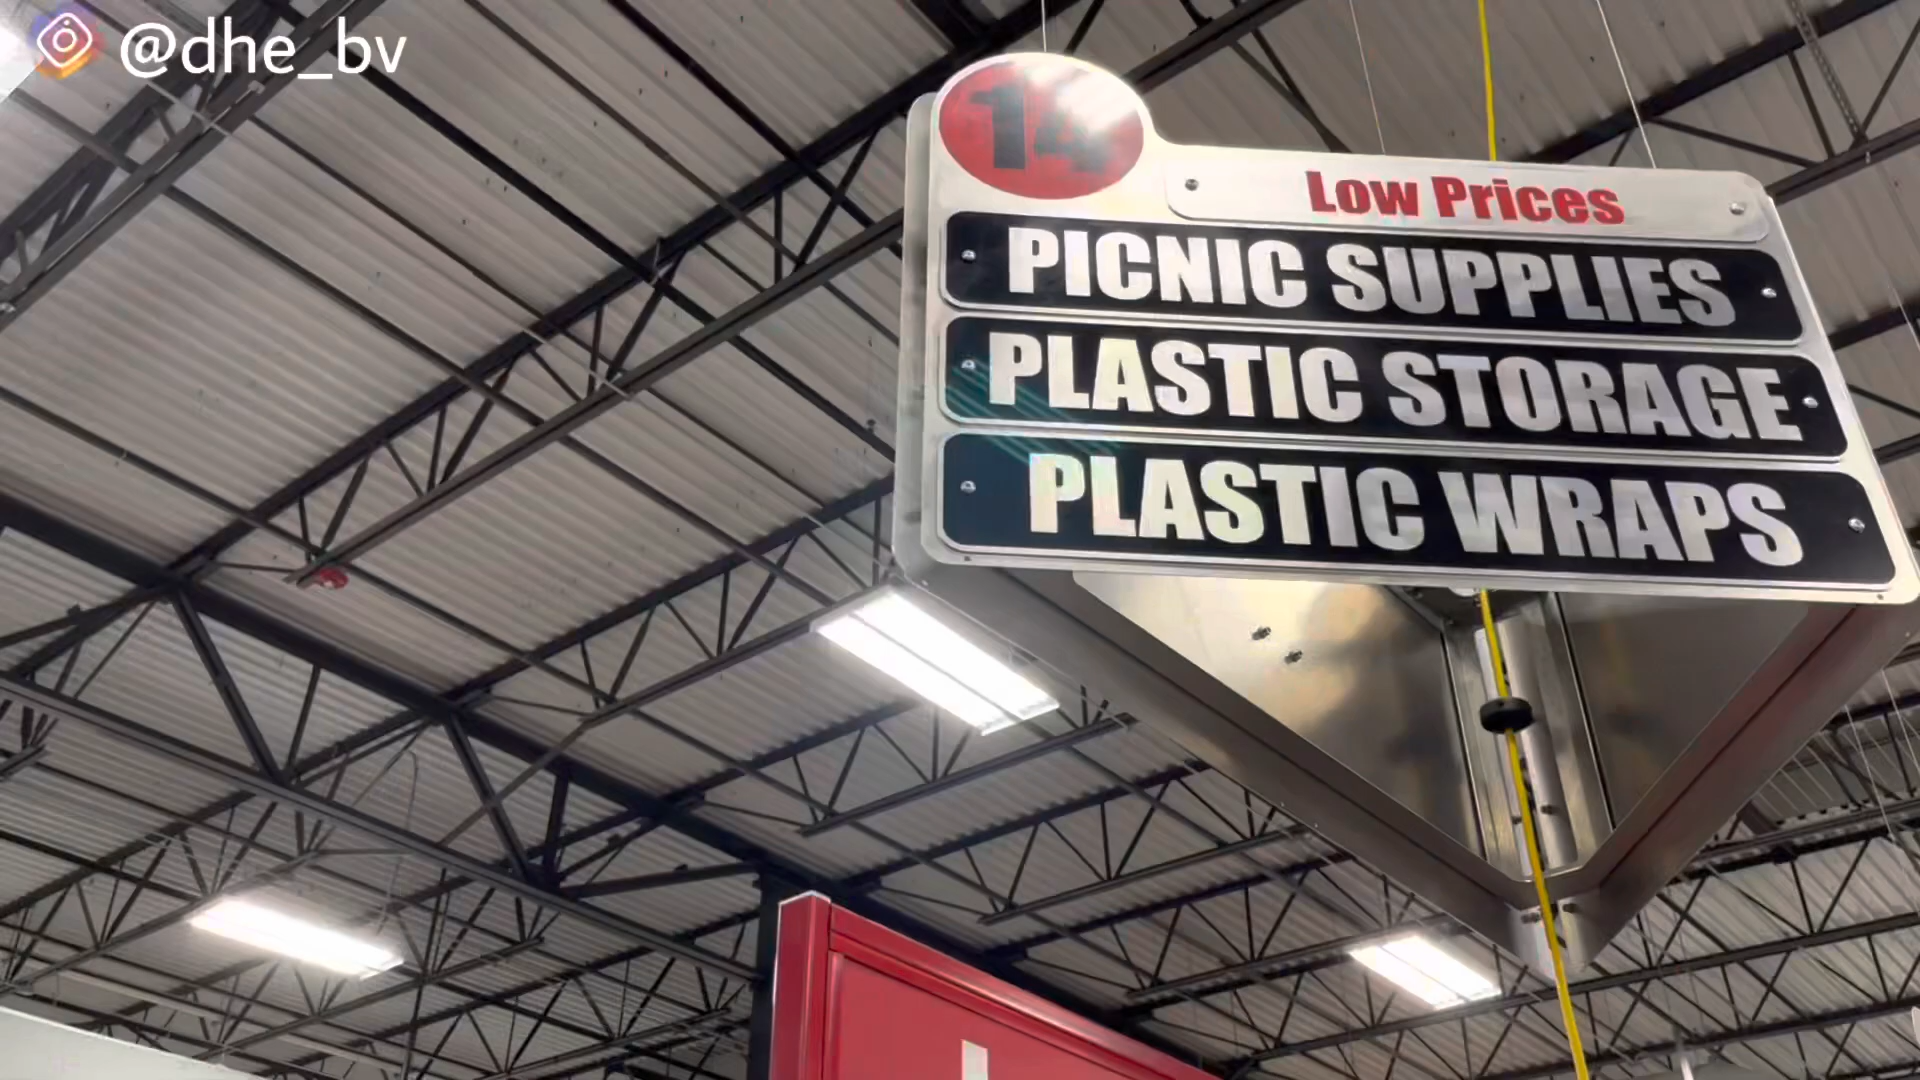 @dhe_bv
14
Low Prices
PICNIC SUPPLIES
PLASTIC STORAGE
PLASTIC WRAPS